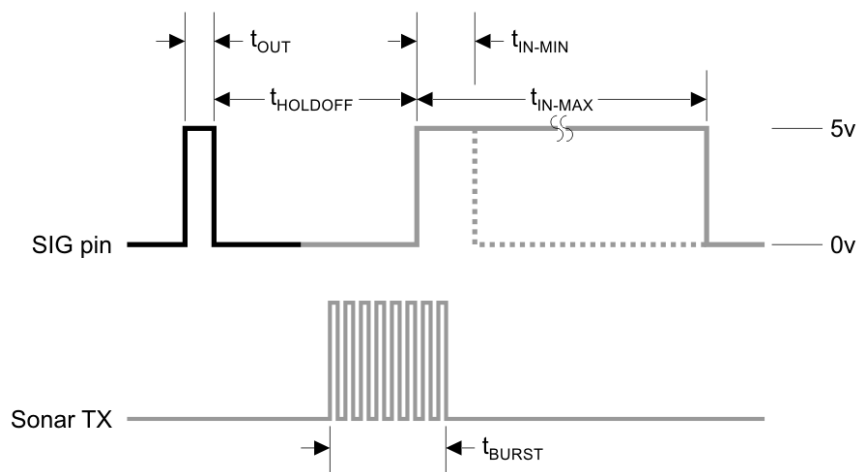 tOUT
tIN-MIN
tHOLDOFF
tIN-MAX
5v
SIG pin
0v
Sonar TX
tBURST